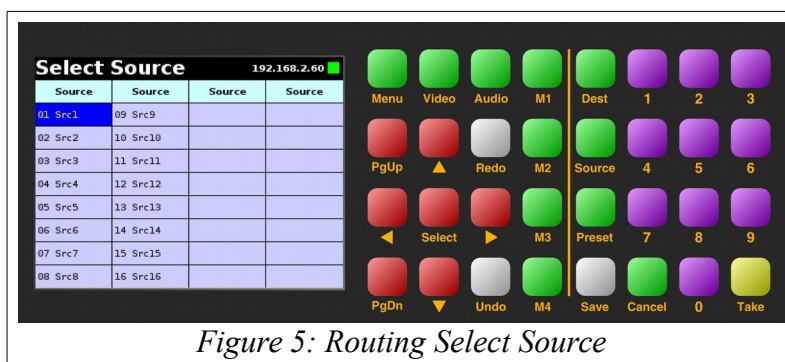 Select Source 192.168.2.60
Source Source Source Source
01 Src1 09 Src9
02 Src2 10 Src10
03 Src3 11 Src11
04 Src4 12 Src12
05 Src5 13 Src13
06 Src6 14 Src14
07 Src7 15 Src15
08 Src8 16 Src16
Menu Video Audio M1 Dest 1 2 3
PgUp Redo M2 Source 4 5 6
Select M3 Preset 7 8 9
PgDn Undo M4 Save Cancel 0 Take
Figure 5: Routing Select Source